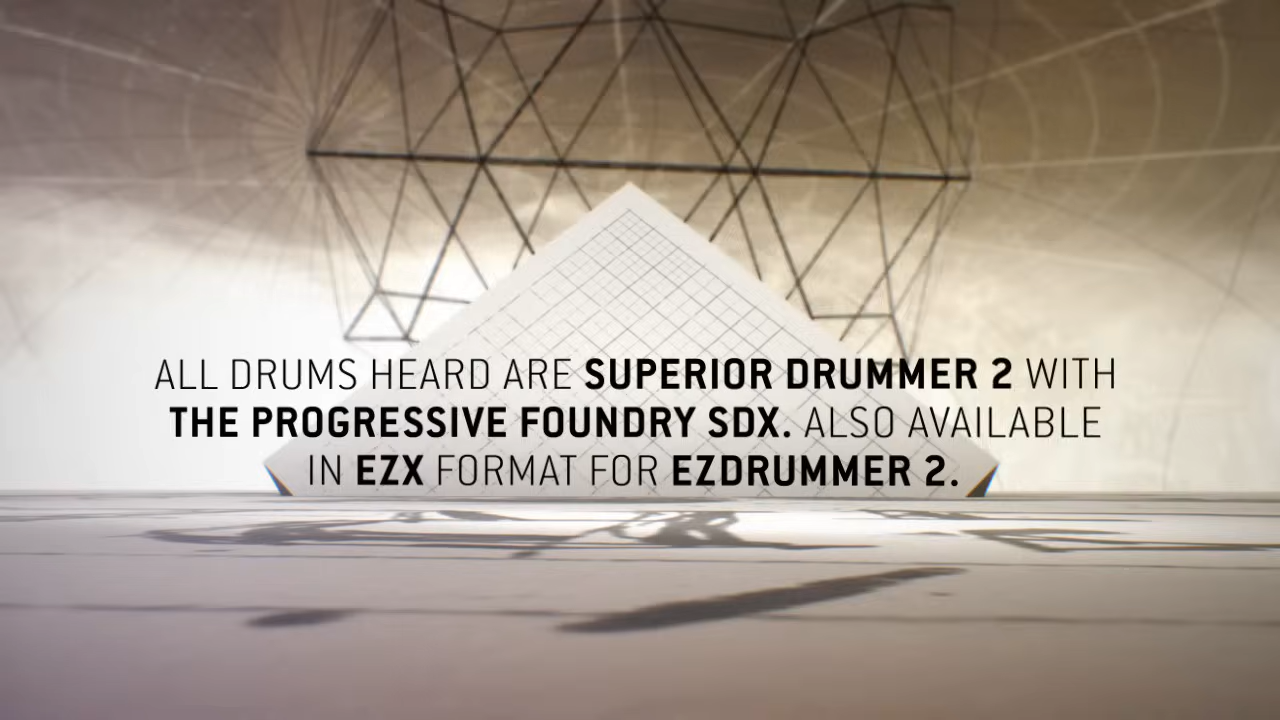 ALL DRUMS HEARD ARE SUPERIOR DRUMMER 2 WITH
THE PROGRESSIVE FOUNDRY SDX. ALSO AVAILABLE
IN EZX FORMAT FOR EZDRUMMER 2.